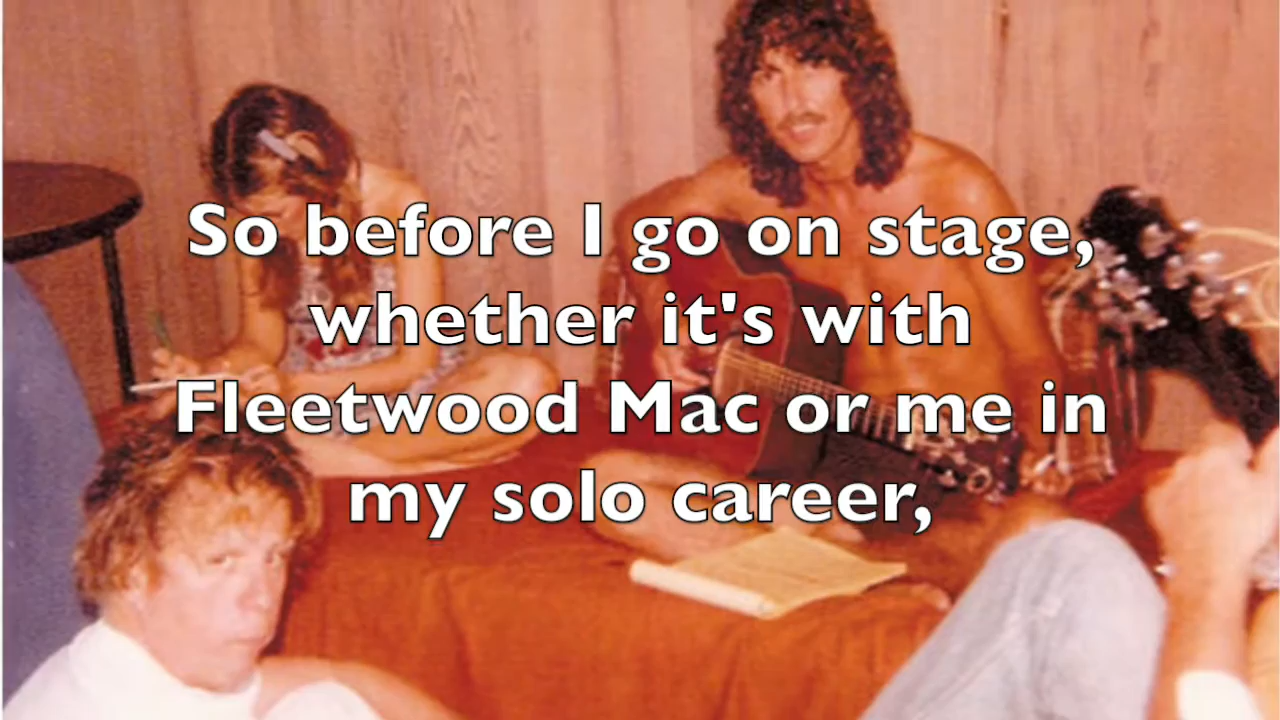 So before I go on stage,
whether it's with
Fleetwood Mac or me in
my solo career,